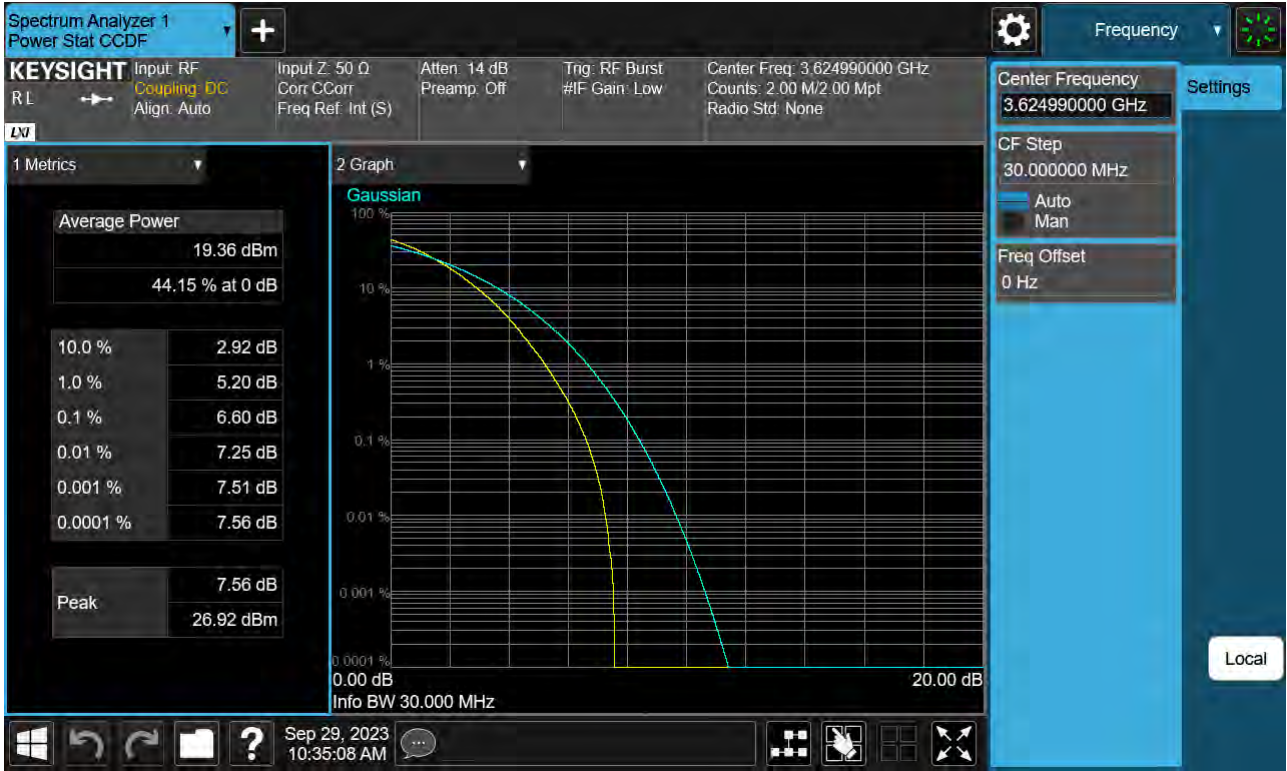 Spectrum Analyzer 1
Power Stat CCDF
Frequency
KEYSIGHT
RL
LXI
Input: RF
Coupling: DC
Align: Auto
Input Z: 50 Ω
Corr CCorr
Freq Ref: Int (S)
Atten: 14 dB
Preamp: Off
Trig: RF Burst
#IF Gain: Low
Center Freq: 3.624990000 GHz
Counts: 2.00 M/2.00 Mpt
Radio Std: None
Center Frequency
3.624990000 GHz
Settings
CF Step
30.000000 MHz
Auto
Man
Freq Offset
0 Hz
Local
1 Metrics
Average Power
19.36 dBm
44.15 % at 0 dB
10.0 % 2.92 dB
1.0 % 5.20 dB
0.1 % 6.60 dB
0.01 % 7.25 dB
0.001 % 7.51 dB
0.0001 % 7.56 dB
Peak
7.56 dB
26.92 dBm
2 Graph
Gaussian
100 %
10 %
1 %
0.1 %
0.01 %
0.001 %
0.0001 %
0.00 dB 20.00 dB
Info BW 30.000 MHz
?
Sep 29, 2023
10:35:08 AM